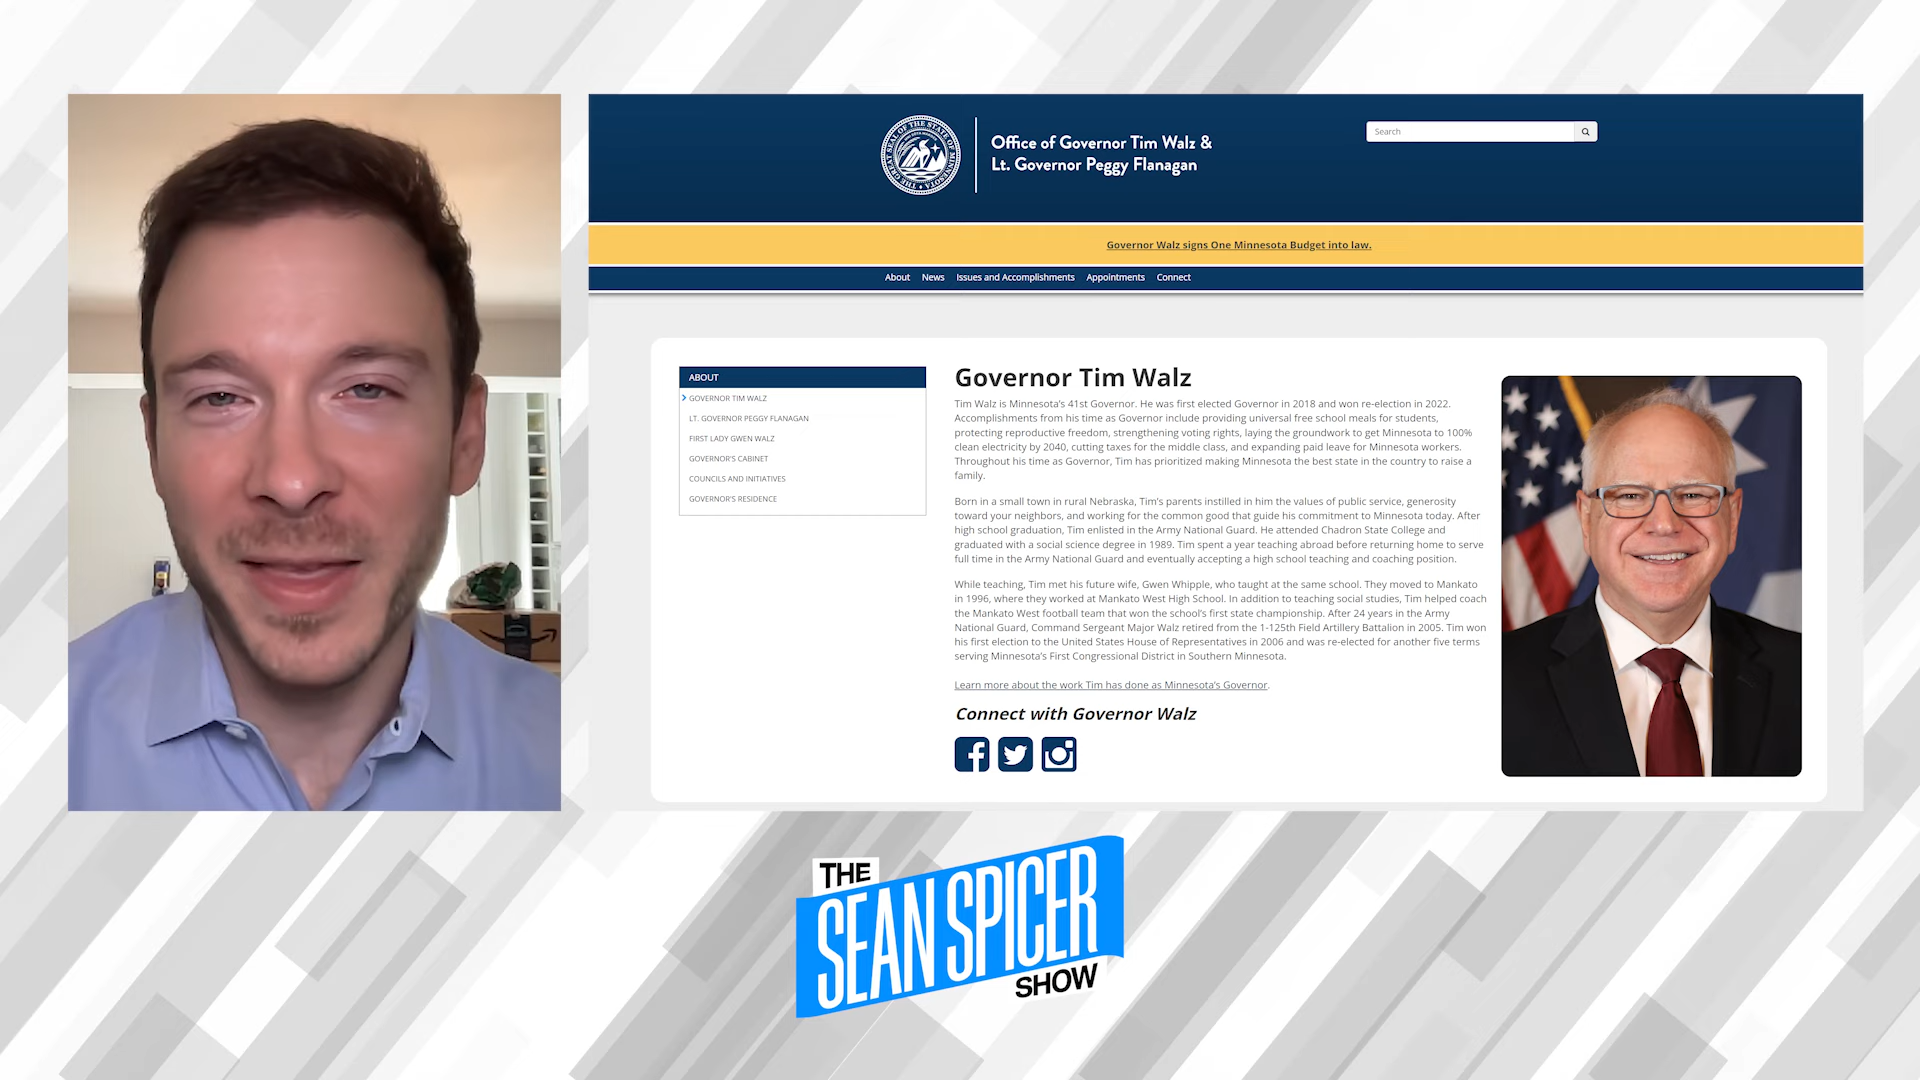 THE GREAT SEAL OF THE STATE OF MINNESOTA
Office of Governor Tim Walz &
Lt. Governor Peggy Flanagan
Search
Governor Walz signs One Minnesota Budget into law.
About News Issues and Accomplishments Appointments Connect
ABOUT
GOVERNOR TIM WALZ
LT. GOVERNOR PEGGY FLANAGAN
FIRST LADY GWEN WALZ
GOVERNOR'S CABINET
COUNCILS AND INITIATIVES
GOVERNOR'S RESIDENCE
Governor Tim Walz
Tim Walz is Minnesota's 41st Governor. He was first elected Governor in 2018 and won re-election in 2022.
Accomplishments from his time as Governor include providing universal free school meals for students,
protecting reproductive freedom, strengthening voting rights, laying the groundwork to get Minnesota to 100%
clean electricity by 2040, cutting taxes for the middle class, and expanding paid leave for Minnesota workers.
Throughout his time as Governor, Tim has prioritized making Minnesota the best state in the country to raise a
family.
Born in a small town in rural Nebraska, Tim's parents instilled in him the values of public service, generosity
toward your neighbors, and working for the common good that guide his commitment to Minnesota today. After
high school graduation, Tim enlisted in the Army National Guard. He attended Chadron State College and
graduated with a social science degree in 1989. Tim spent a year teaching abroad before returning home to serve
full time in the Army National Guard and eventually accepting a high school teaching and coaching position.
While teaching, Tim met his future wife, Gwen Whipple, who taught at the same school. They moved to Mankato
in 1996, where they worked at Mankato West High School. In addition to teaching social studies, Tim helped coach
the Mankato West football team that won the school's first state championship. After 24 years in the Army
National Guard, Command Sergeant Major Walz retired from the 1-125th Field Artillery Battalion in 2005. Tim won
his first election to the United States House of Representatives in 2006 and was re-elected for another five terms
serving Minnesota's First Congressional District in Southern Minnesota.
Learn more about the work Tim has done as Minnesota's Governor.
Connect with Governor Walz
THE
SEAN SPICER
SHOW